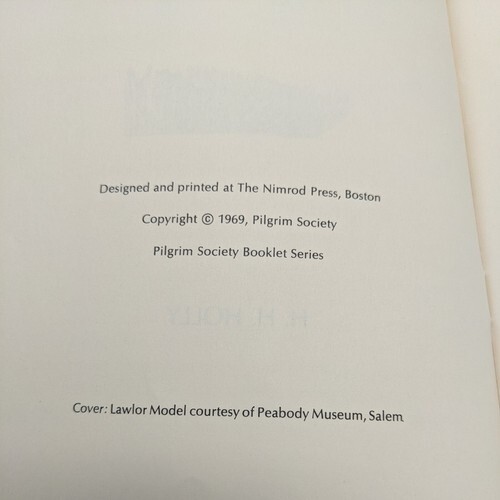 Designed and printed at The Nimrod Press, Boston
Copyright © 1969, Pilgrim Society
Pilgrim Society Booklet Series
H. H. HOLLY
Cover: Lawlor Model courtesy of Peabody Museum, Salem